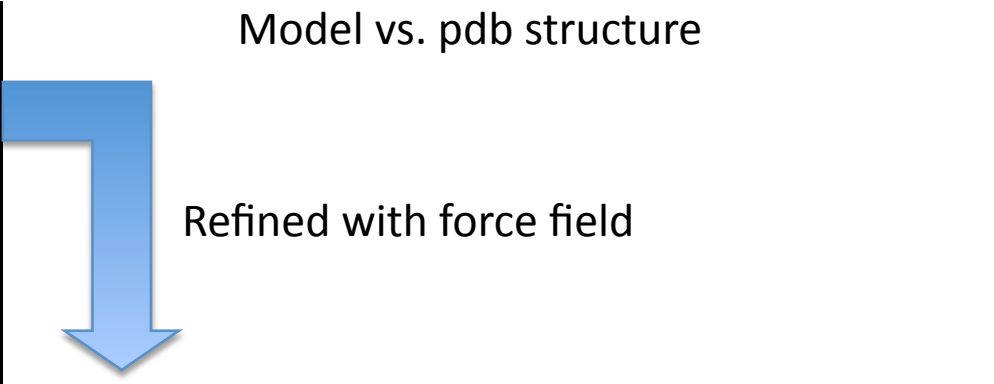 Model vs. pdb structure
Refined with force field